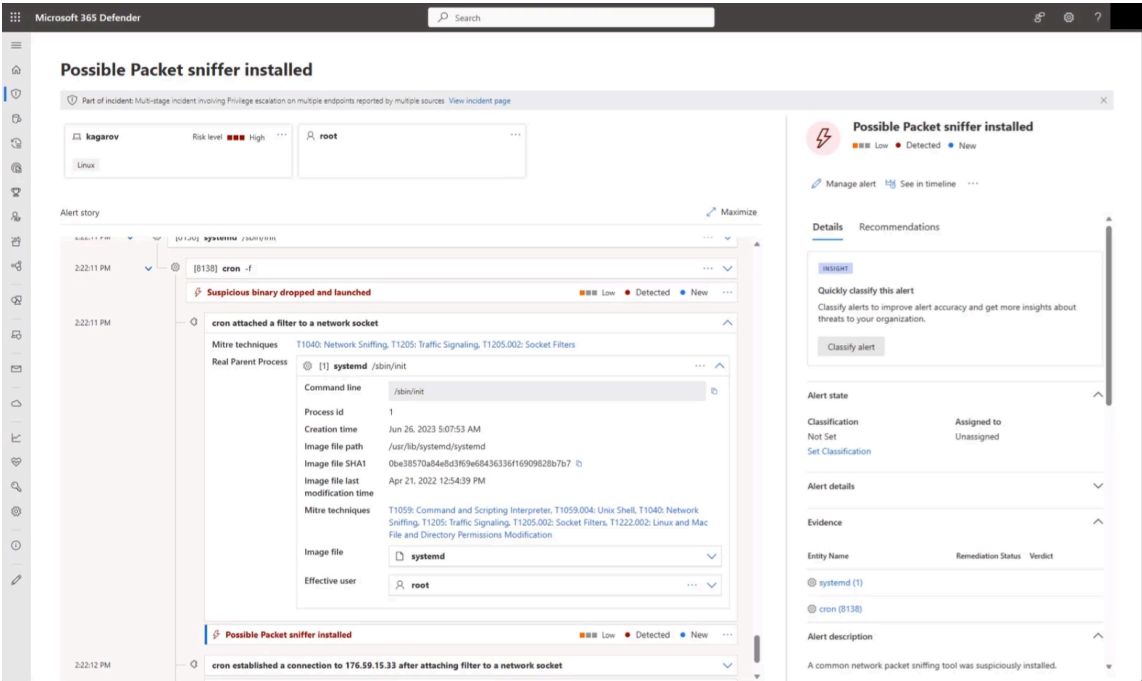 Microsoft 365 Defender
Search
?
Possible Packet sniffer installed
Part of incident: Multi-stage incident involving Privilege escalation on multiple endpoints reported by multiple sources View incident page
kagarov Risk level High ...
Linux
root ...
Alert story
Maximize
systemd /sbin/init
2:22:11 PM [8138] cron -f ...
Suspicious binary dropped and launched Low Detected New ...
2:22:11 PM cron attached a filter to a network socket
Mitre techniques T1040: Network Sniffing, T1205: Traffic Signaling, T1205.002: Socket Filters
Real Parent Process [1] systemd /sbin/init ...
Command line /sbin/init
Process id 1
Creation time Jun 26, 2023 5:07:53 AM
Image file path /usr/lib/systemd/systemd
Image file SHA1 0be38570a84e8d3f69e68436336f16909828b7b7
Image file last modification time Apr 21, 2022 12:54:39 PM
Mitre techniques T1059: Command and Scripting Interpreter, T1059.004: Unix Shell, T1040: Network
Sniffing, T1205: Traffic Signaling, T1205.002: Socket Filters, T1222.002: Linux and Mac
File and Directory Permissions Modification
Image file systemd
Effective user root ...
Possible Packet sniffer installed Low Detected New ...
2:22:12 PM cron established a connection to 176.59.15.33 after attaching filter to a network socket
Possible Packet sniffer installed
Low Detected New
Manage alert See in timeline ...
Details Recommendations
INSIGHT
Quickly classify this alert
Classify alerts to improve alert accuracy and get more insights about
threats to your organization.
Classify alert
Alert state
Classification Assigned to
Not Set Unassigned
Set Classification
Alert details
Evidence
Entity Name Remediation Status Verdict
systemd (1)
cron (8138)
Alert description
A common network packet sniffing tool was suspiciously installed.